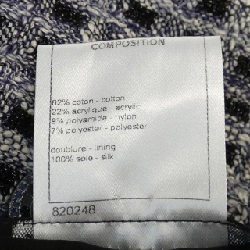 COMPOSITION
62% coton - cotton
22% acrylique - acrylic
9% polyamide - nylon
7% polyester - polyester
doublure - lining
100% soie - silk
820248